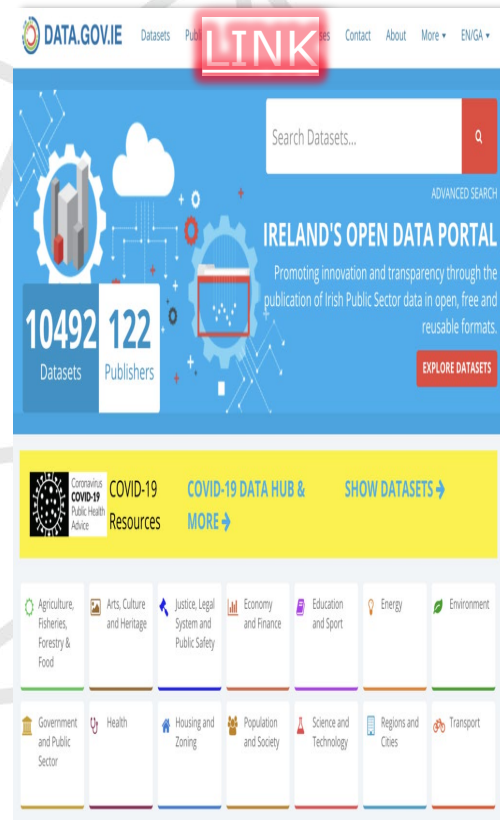 DATA.GOV.IE
Datasets
LINK
Contact
About
More
EN/GA
Search Datasets...
ADVANCED SEARCH
IRELAND'S OPEN DATA PORTAL
Promoting innovation and transparency through the
publication of Irish Public Sector data in open, free and
reusable formats.
EXPLORE DATASETS
10492
Datasets
122
Publishers
Coronavirus
COVID-19
Public Health
Advice
COVID-19
Resources
COVID-19 DATA HUB &
MORE
SHOW DATASETS
Agriculture,
Fisheries,
Forestry &
Food
Arts, Culture
and Heritage
Justice, Legal
System and
Public Safety
Economy
and Finance
Education
and Sport
Energy
Environment
Government
and Public
Sector
Health
Housing and
Zoning
Population
and Society
Science and
Technology
Regions and
Cities
Transport